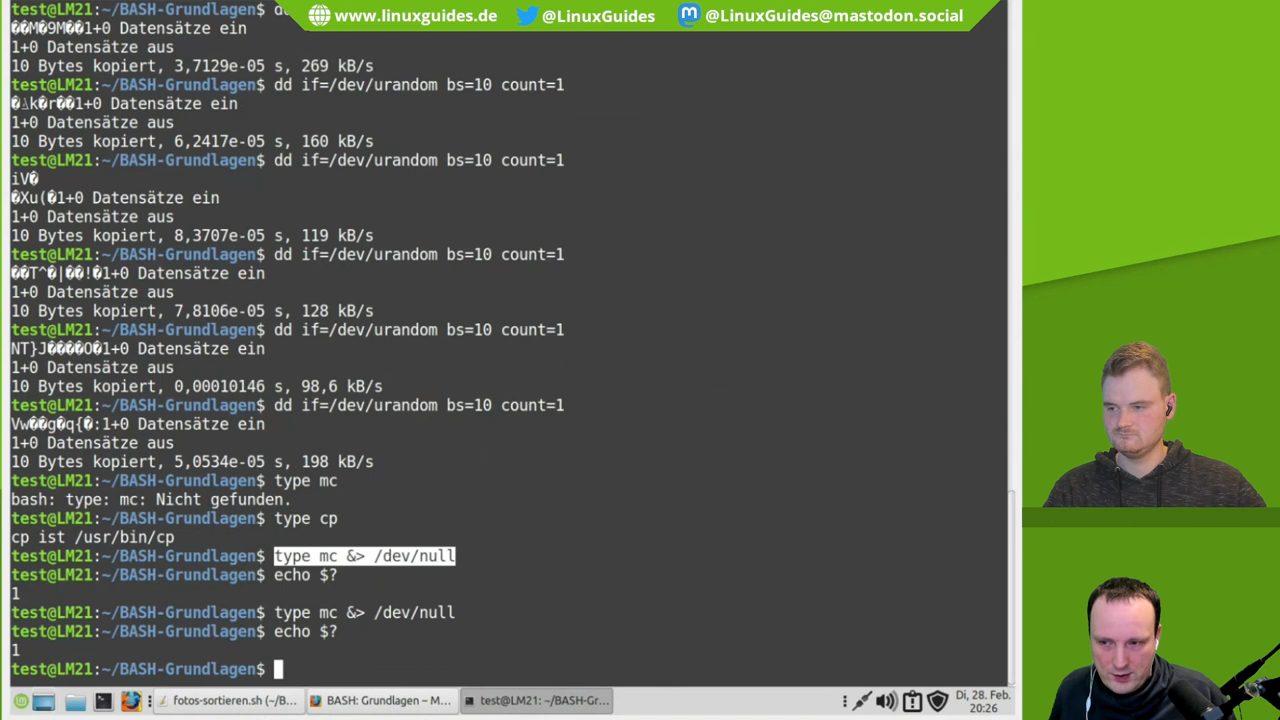 www.linuxguides.de @LinuxGuides @LinuxGuides@mastodon.social
��M�9M��1+0 Datensätze ein
1+0 Datensätze aus
10 Bytes kopiert, 3,7129e-05 s, 269 kB/s
test@LM21:~/BASH-Grundlagen$ dd if=/dev/urandom bs=10 count=1
k�r��1+0 Datensätze ein
1+0 Datensätze aus
10 Bytes kopiert, 6,2417e-05 s, 160 kB/s
test@LM21:~/BASH-Grundlagen$ dd if=/dev/urandom bs=10 count=1
iV�
�Xu(�1+0 Datensätze ein
1+0 Datensätze aus
10 Bytes kopiert, 8,3707e-05 s, 119 kB/s
test@LM21:~/BASH-Grundlagen$ dd if=/dev/urandom bs=10 count=1
��T^�|��!�1+0 Datensätze ein
1+0 Datensätze aus
10 Bytes kopiert, 7,8106e-05 s, 128 kB/s
test@LM21:~/BASH-Grundlagen$ dd if=/dev/urandom bs=10 count=1
NT}J����O�1+0 Datensätze ein
1+0 Datensätze aus
10 Bytes kopiert, 0,00010146 s, 98,6 kB/s
test@LM21:~/BASH-Grundlagen$ dd if=/dev/urandom bs=10 count=1
Vw��g�q{�:1+0 Datensätze ein
1+0 Datensätze aus
10 Bytes kopiert, 5,0534e-05 s, 198 kB/s
test@LM21:~/BASH-Grundlagen$ type mc
bash: type: mc: Nicht gefunden.
test@LM21:~/BASH-Grundlagen$ type cp
cp ist /usr/bin/cp
test@LM21:~/BASH-Grundlagen$ type mc &> /dev/null
test@LM21:~/BASH-Grundlagen$ echo $?
1
test@LM21:~/BASH-Grundlagen$ type mc &> /dev/null
test@LM21:~/BASH-Grundlagen$ echo $?
1
test@LM21:~/BASH-Grundlagen$
fotos-sortieren.sh (~/B... BASH: Grundlagen – M... test@LM21: ~/BASH-Gr... Di, 28. Feb.
20:26